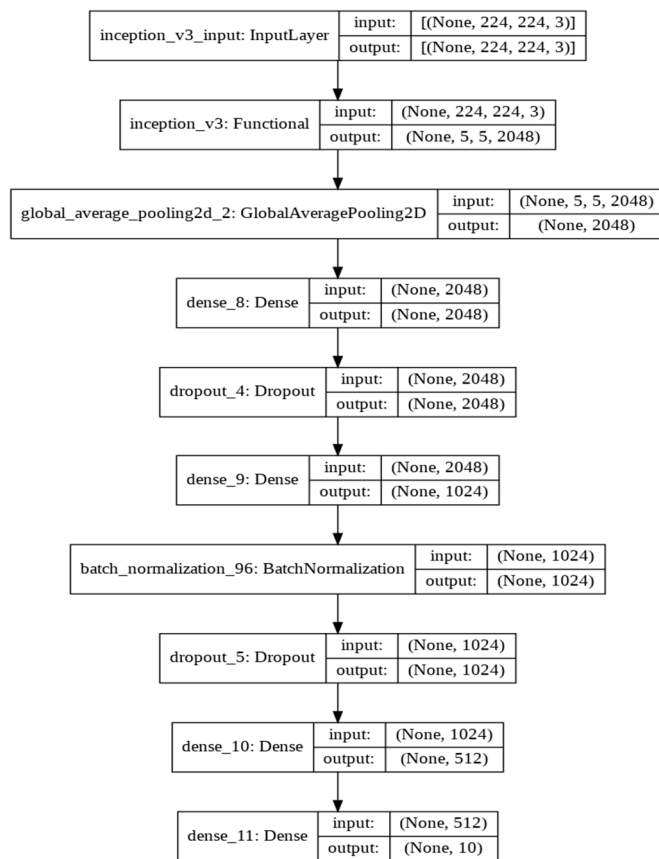 inception_v3_input: InputLayer
input: [(None, 224, 224, 3)]
output: [(None, 224, 224, 3)]
inception_v3: Functional
input: (None, 224, 224, 3)
output: (None, 5, 5, 2048)
global_average_pooling2d_2: GlobalAveragePooling2D
input: (None, 5, 5, 2048)
output: (None, 2048)
dense_8: Dense
input: (None, 2048)
output: (None, 2048)
dropout_4: Dropout
input: (None, 2048)
output: (None, 2048)
dense_9: Dense
input: (None, 2048)
output: (None, 1024)
batch_normalization_96: BatchNormalization
input: (None, 1024)
output: (None, 1024)
dropout_5: Dropout
input: (None, 1024)
output: (None, 1024)
dense_10: Dense
input: (None, 1024)
output: (None, 512)
dense_11: Dense
input: (None, 512)
output: (None, 10)